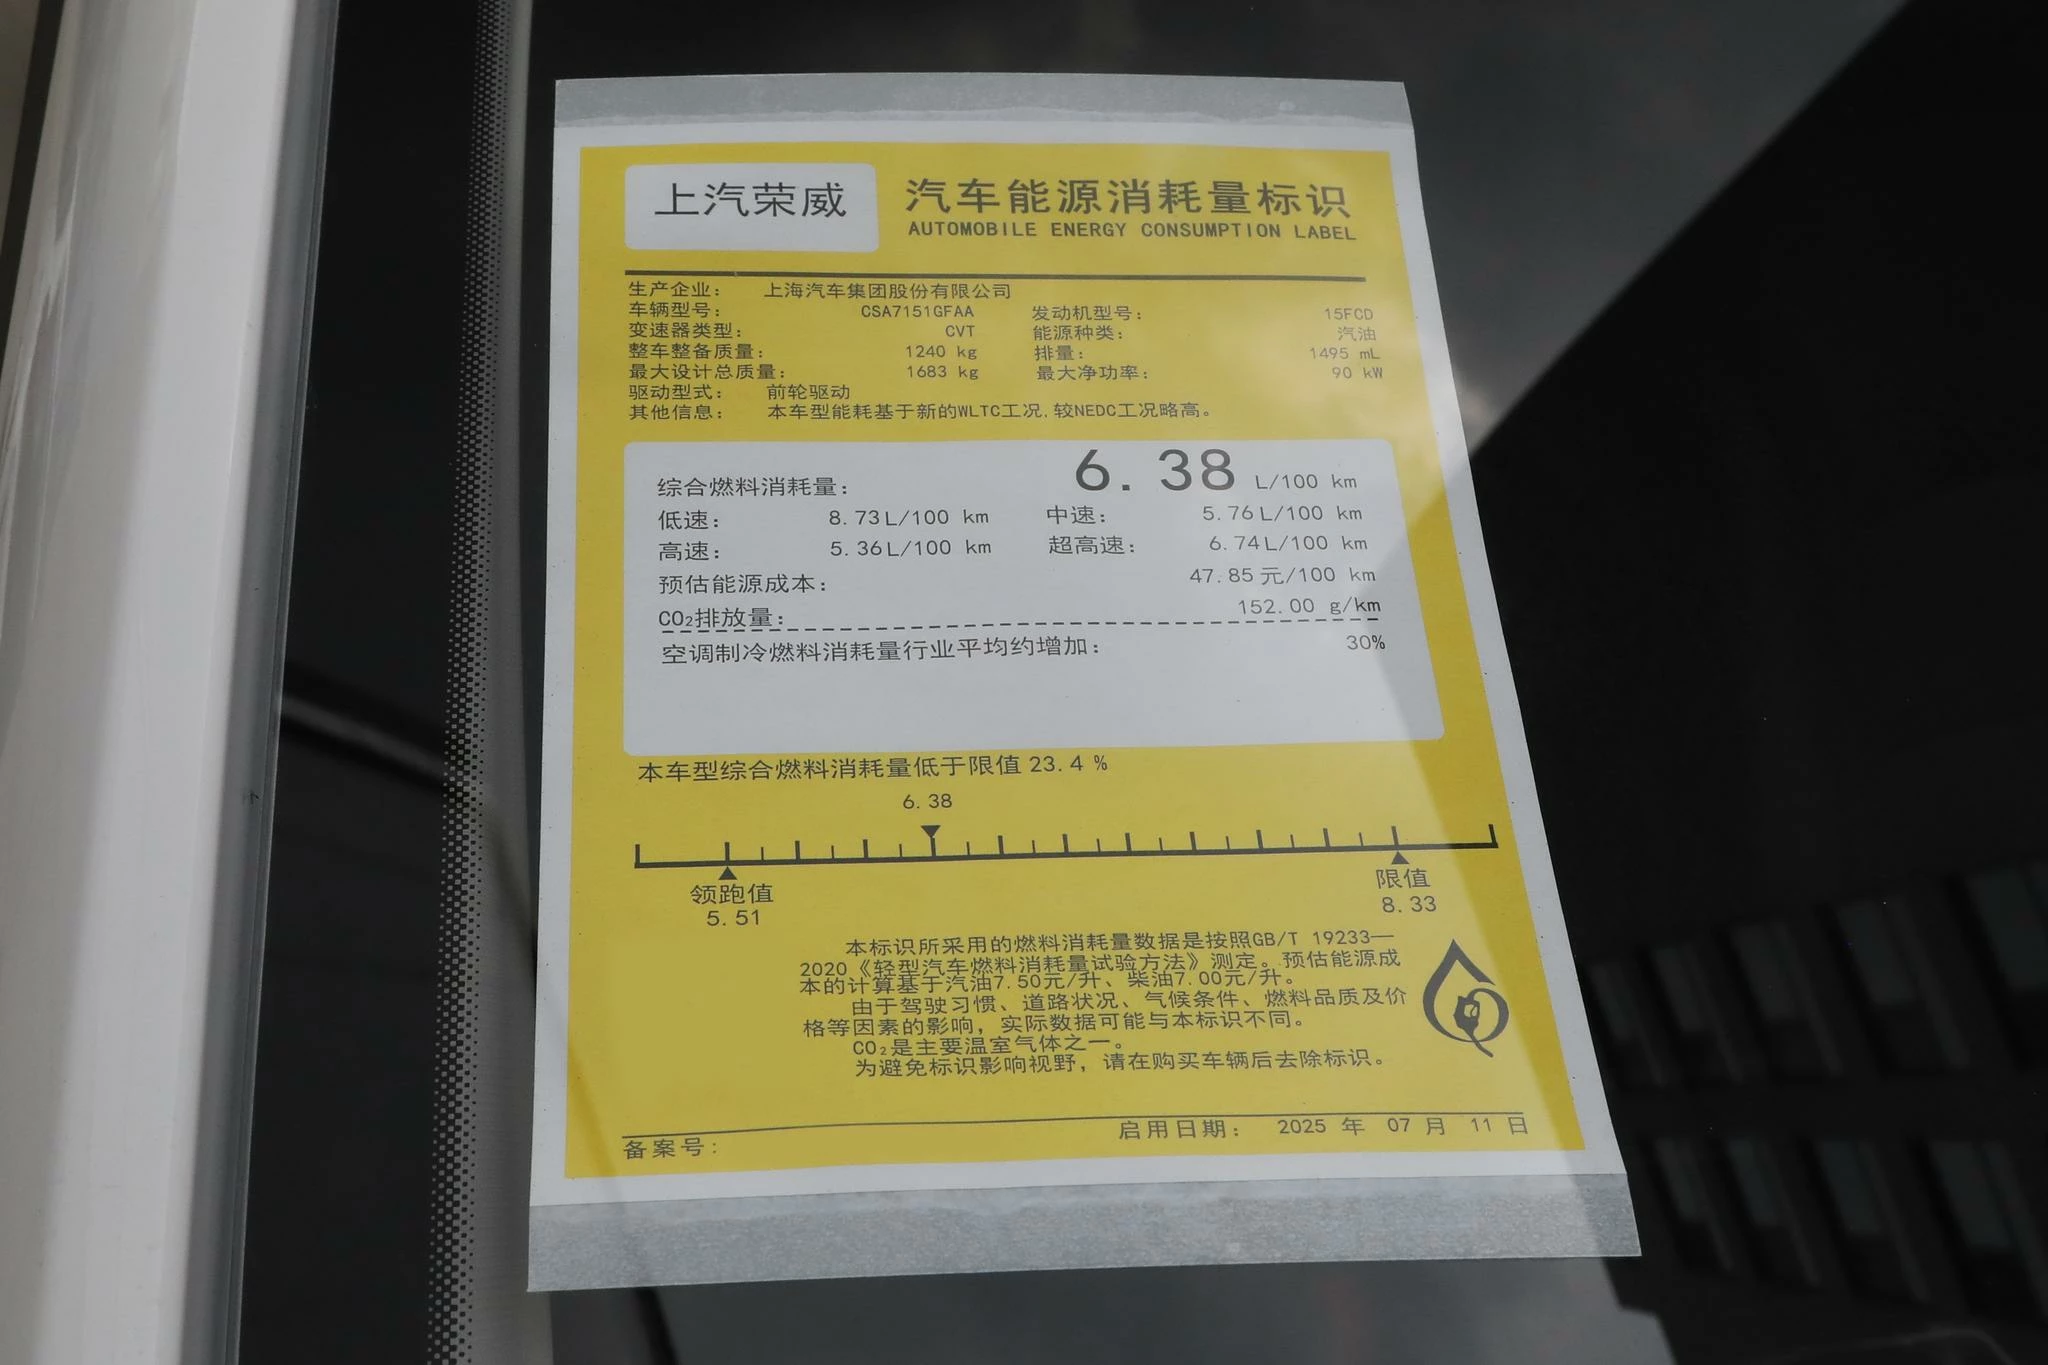 上汽荣威
汽车能源消耗量标识
AUTOMOBILE ENERGY CONSUMPTION LABEL
生产企业： 上海汽车集团股份有限公司
车辆型号： CSA7151GFAA 发动机型号： 15FCD
变速器类型： CVT 能源种类： 汽油
整车整备质量： 1240 kg 排量： 1495 mL
最大设计总质量： 1683 kg 最大净功率： 90 kW
驱动型式： 前轮驱动
其他信息： 本车型能耗基于新的WLTC工况,较NEDC工况略高。
综合燃料消耗量： 6.38 L/100 km
低速： 8.73L/100 km 中速： 5.76L/100 km
高速： 5.36L/100 km 超高速： 6.74L/100 km
预估能源成本： 47.85元/100 km
CO₂排放量： 152.00 g/km
空调制冷燃料消耗量行业平均约增加： 30%
本车型综合燃料消耗量低于限值23.4 %
6.38
领跑值 限值
5.51 8.33
本标识所采用的燃料消耗量数据是按照GB/T 19233—
2020《轻型汽车燃料消耗量试验方法》测定。预估能源成
本的计算基于汽油7.50元/升、柴油7.00元/升。
由于驾驶习惯、道路状况、气候条件、燃料品质及价
格等因素的影响，实际数据可能与本标识不同。
CO₂是主要温室气体之一。
为避免标识影响视野，请在购买车辆后去除标识。
备案号： 启用日期： 2025 年 07 月 11 日